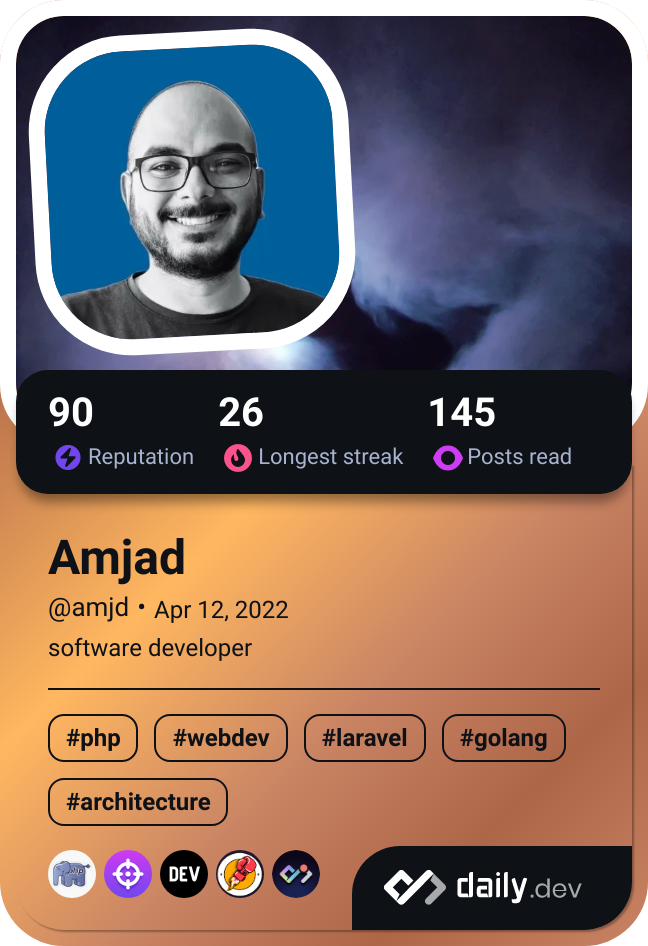 90 26 145
Reputation Longest streak Posts read
Amjad
@amjd • Apr 12, 2022
software developer
#php #webdev #laravel #golang
#architecture
php DEV
daily.dev